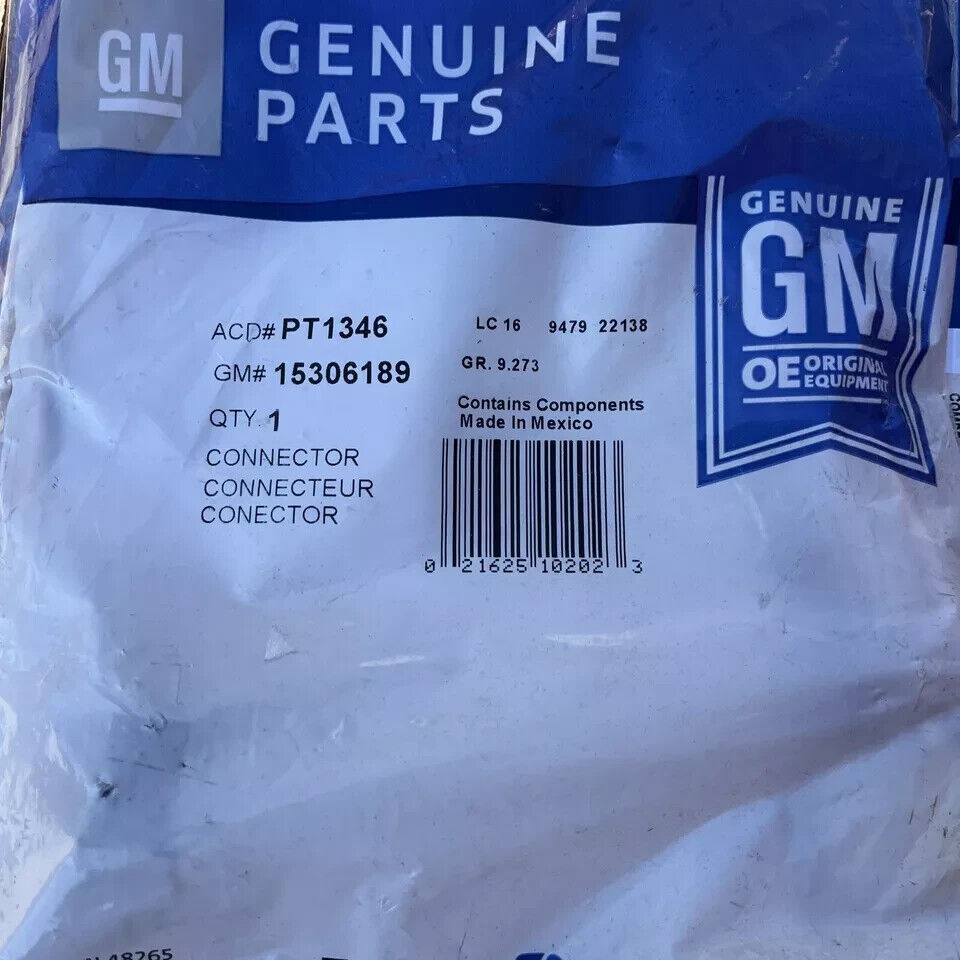 GM
GENUINE
PARTS
GENUINE
GM
OE ORIGINAL
EQUIPMENT
ACD# PT1346
GM# 15306189
QTY. 1
CONNECTOR
CONNECTEUR
CONECTOR
LC 16 9479 22138
GR. 9.273
Contains Components
Made In Mexico
0 21625 10202 3
48265